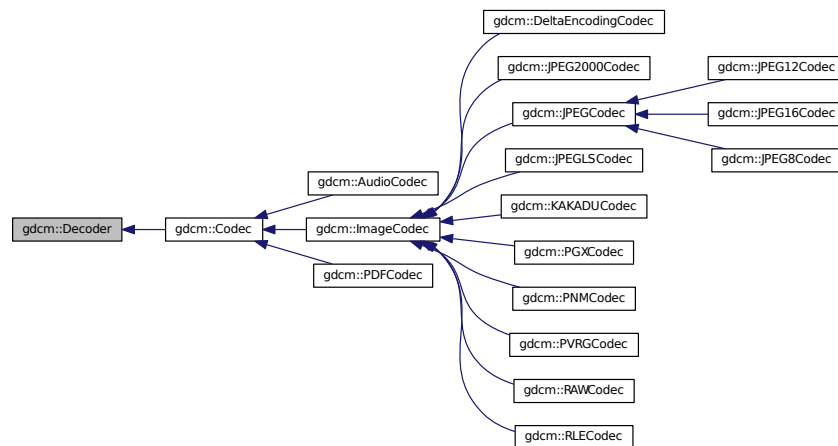 gdcm::DeltaEncodingCodec
gdcm::JPEG2000Codec
gdcm::JPEG12Codec
gdcm::JPEGCodec
gdcm::JPEG16Codec
gdcm::JPEGLSCodec
gdcm::JPEG8Codec
gdcm::AudioCodec
gdcm::KAKADUCodec
gdcm::Decoder
gdcm::Codec
gdcm::ImageCodec
gdcm::PGXCodec
gdcm::PDFCodec
gdcm::PNMCodec
gdcm::PVRGCodec
gdcm::RAWCodec
gdcm::RLECodec